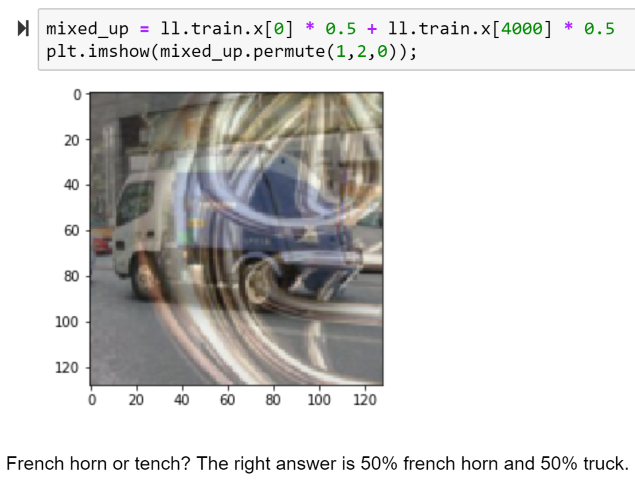 mixed_up = ll.train.x[0] * 0.5 + ll.train.x[4000] * 0.5
plt.imshow(mixed_up.permute(1,2,0));
0
20
40
60
80
100
120
0 20 40 60 80 100 120
French horn or tench? The right answer is 50% french horn and 50% truck.